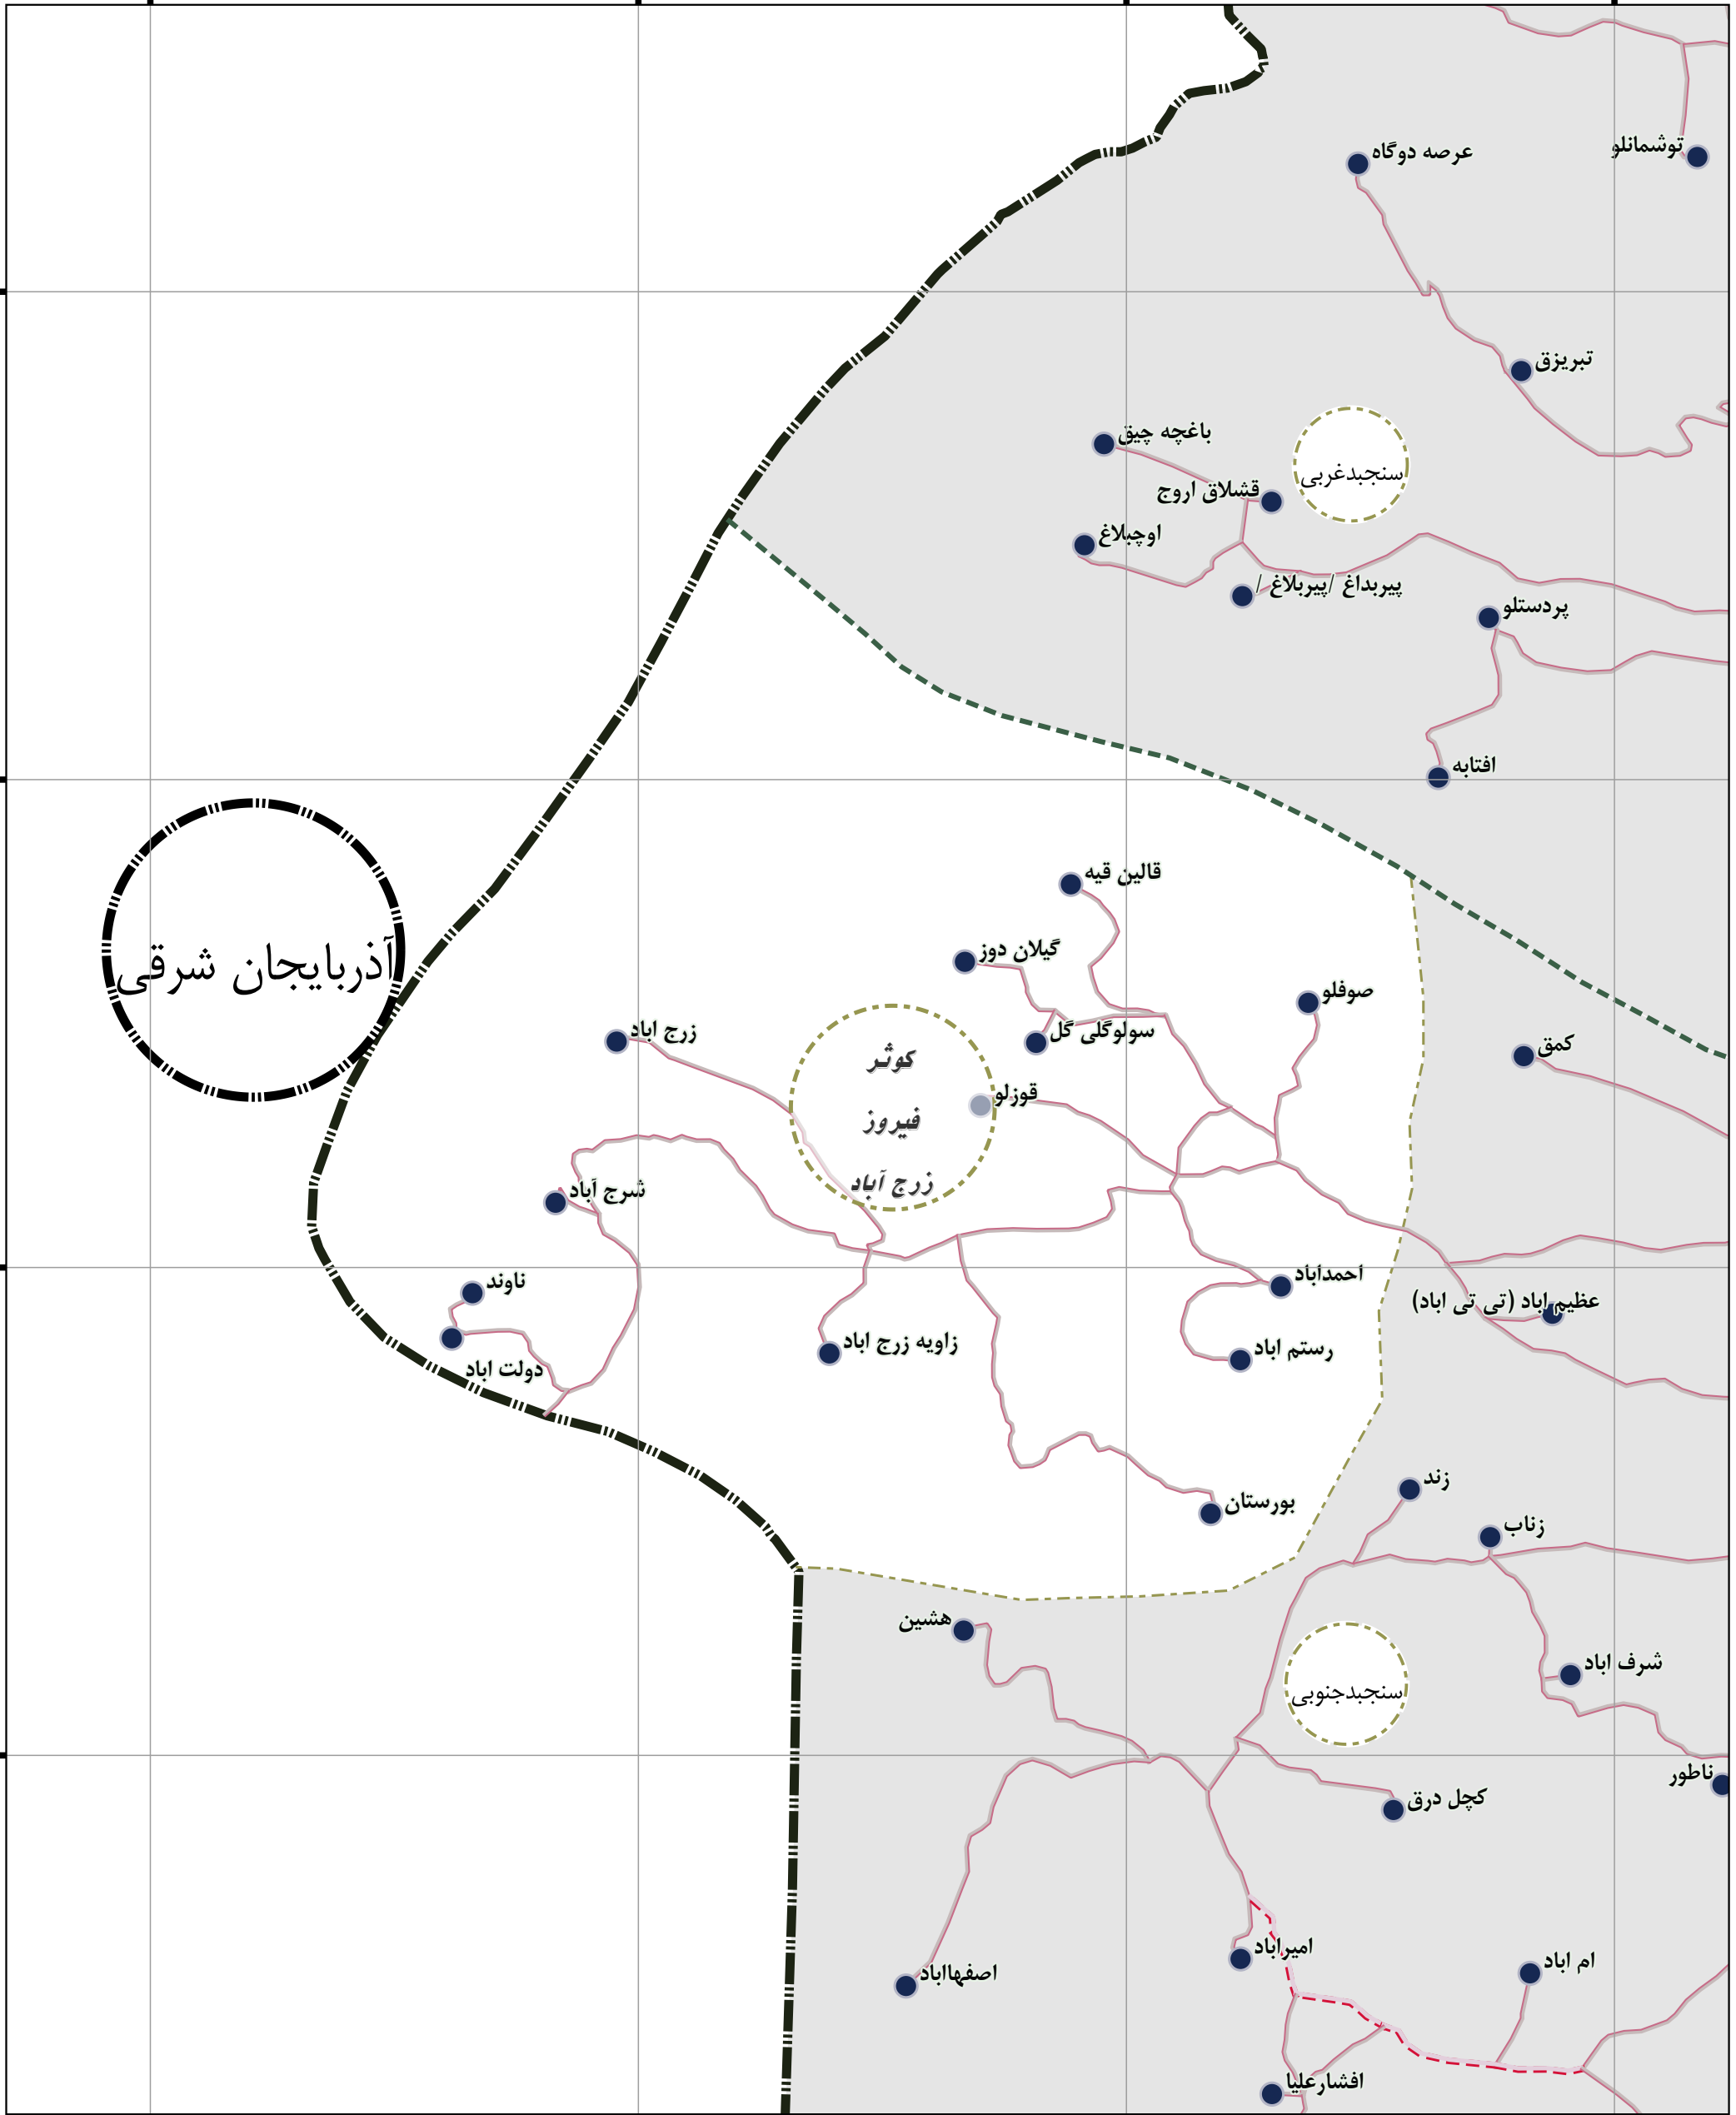 توشمانلو
عرصه دوگاه
تبریزق
باغچه چیق
سنجبدغربی
قشلاق اروج
اوچبلاغ
پیربداغ /پیربلاغ /
پردستلو
افتابه
قالین قیه
گیلان دوز
آذربایجان شرقی
صوفلو
سولوگلی گل
زرج اباد
کمق
کوثر
فیروز
زرج آباد
قوزلو
شرج آباد
احمداباد
ناوند
عظیم اباد (تی تی اباد)
زاویه زرج اباد
رستم اباد
دولت اباد
زند
بورستان
زناب
هشین
شرف اباد
سنجبدجنوبی
ناطور
کچل درق
امیراباد
ام اباد
اصفهااباد
افشارعلیا